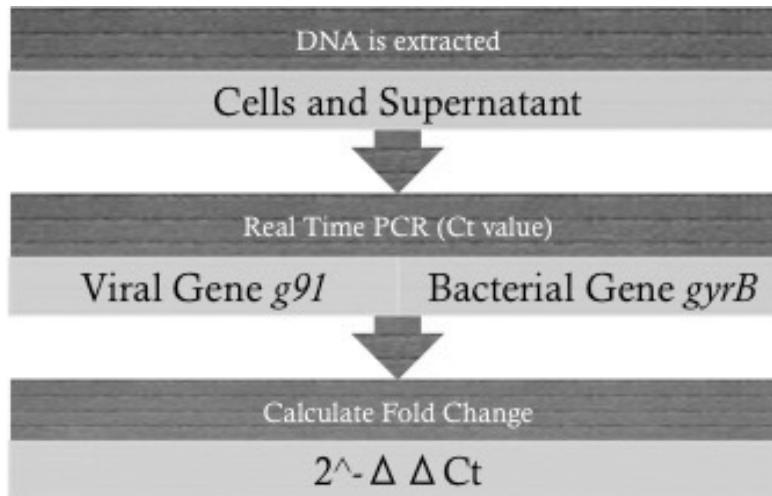 DNA is extracted
Cells and Supernatant
Real Time PCR (Ct value)
Viral Gene g91
Bacterial Gene gyrB
Calculate Fold Change
2^-Δ Δ Ct